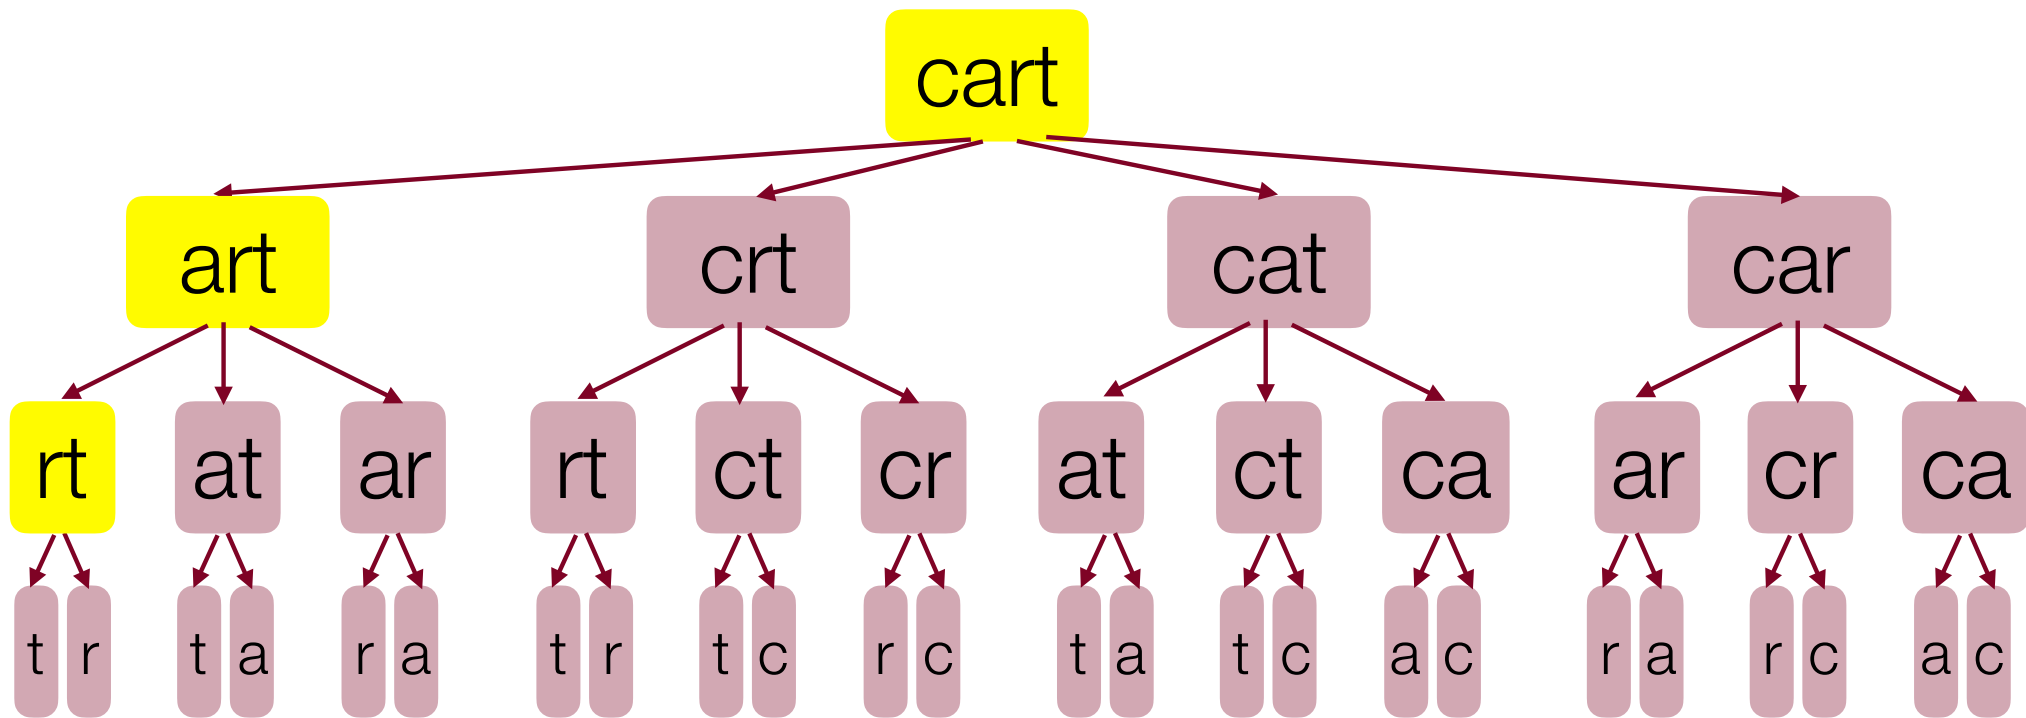 cart
art crt cat car
rt at ar rt ct cr at ct ca ar cr ca
t r t a r a t r t c r c t a t c a c r a r c a c